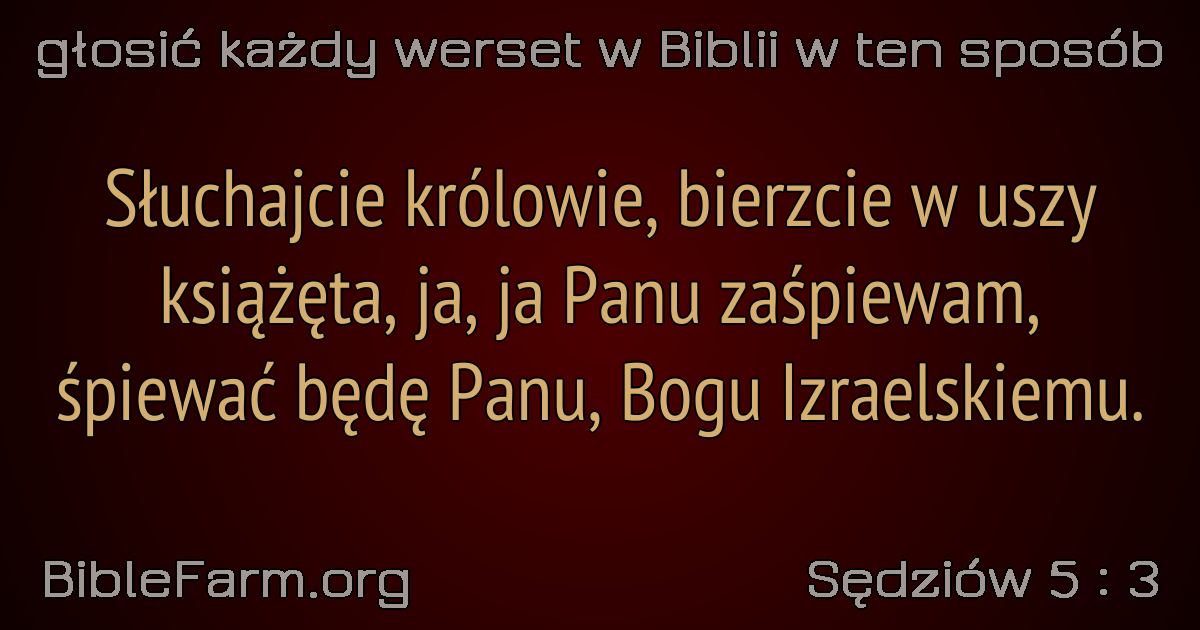 głosić każdy werset w Biblii w ten sposób
Słuchajcie królowie, bierzcie w uszy
książęta, ja, ja Panu zaśpiewam,
śpiewać będę Panu, Bogu Izraelskiemu.
BibleFarm.org
Sędziów 5 : 3